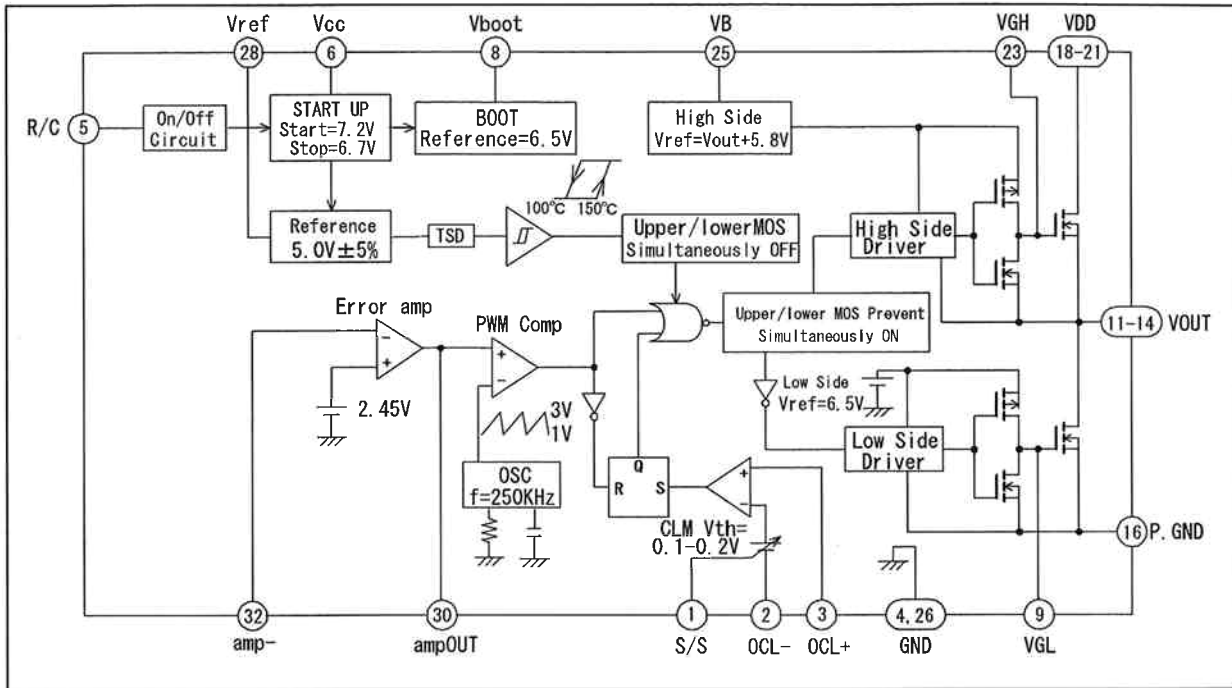 Vref
Vcc
Vboot
VB
VGH
VDD
28
6
8
25
23
18-21
R/C
5
On/Off
Circuit
START UP
Start=7.2V
Stop=6.7V
BOOT
Reference=6.5V
High Side
Vref=Vout+5.8V
100℃ 150℃
Reference
5.0V±5%
TSD
Upper/lowerMOS
Simultaneously OFF
High Side
Driver
Error amp
PWM Comp
Upper/lower MOS Prevent
Simultaneously ON
11-14
VOUT
−
+
+
−
2.45V
3V
1V
Low Side
Vref=6.5V
Low Side
Driver
OSC
f=250KHz
Q
R
S
+
−
CLM Vth=
0.1-0.2V
16
P.GND
32
30
1
2
3
4,26
9
amp-
ampOUT
S/S
OCL-
OCL+
GND
VGL